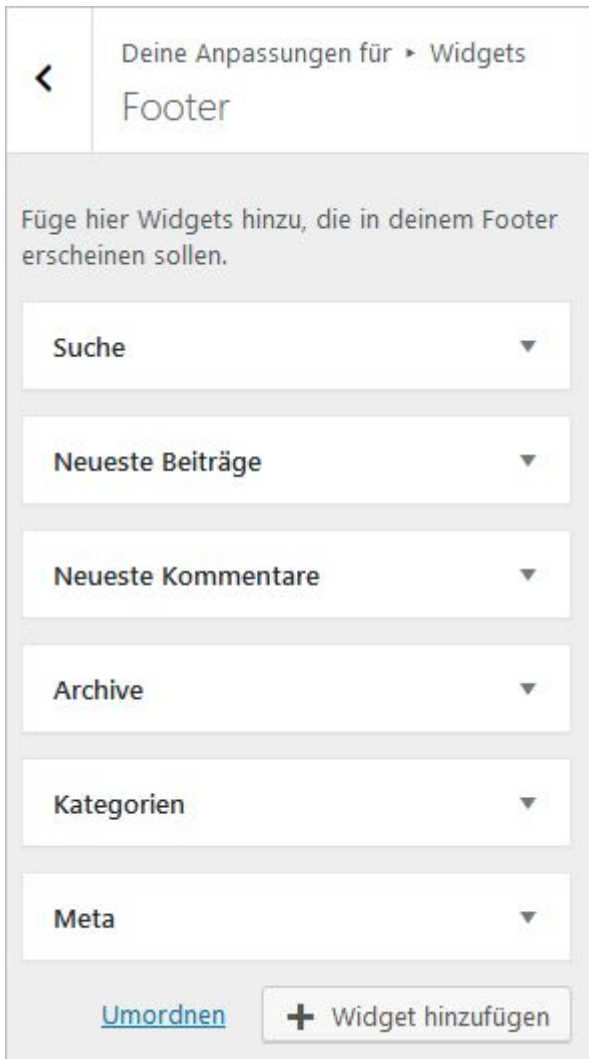 Deine Anpassungen für ▸ Widgets
Footer
Füge hier Widgets hinzu, die in deinem Footer
erscheinen sollen.
Suche
Neueste Beiträge
Neueste Kommentare
Archive
Kategorien
Meta
Umordnen + Widget hinzufügen